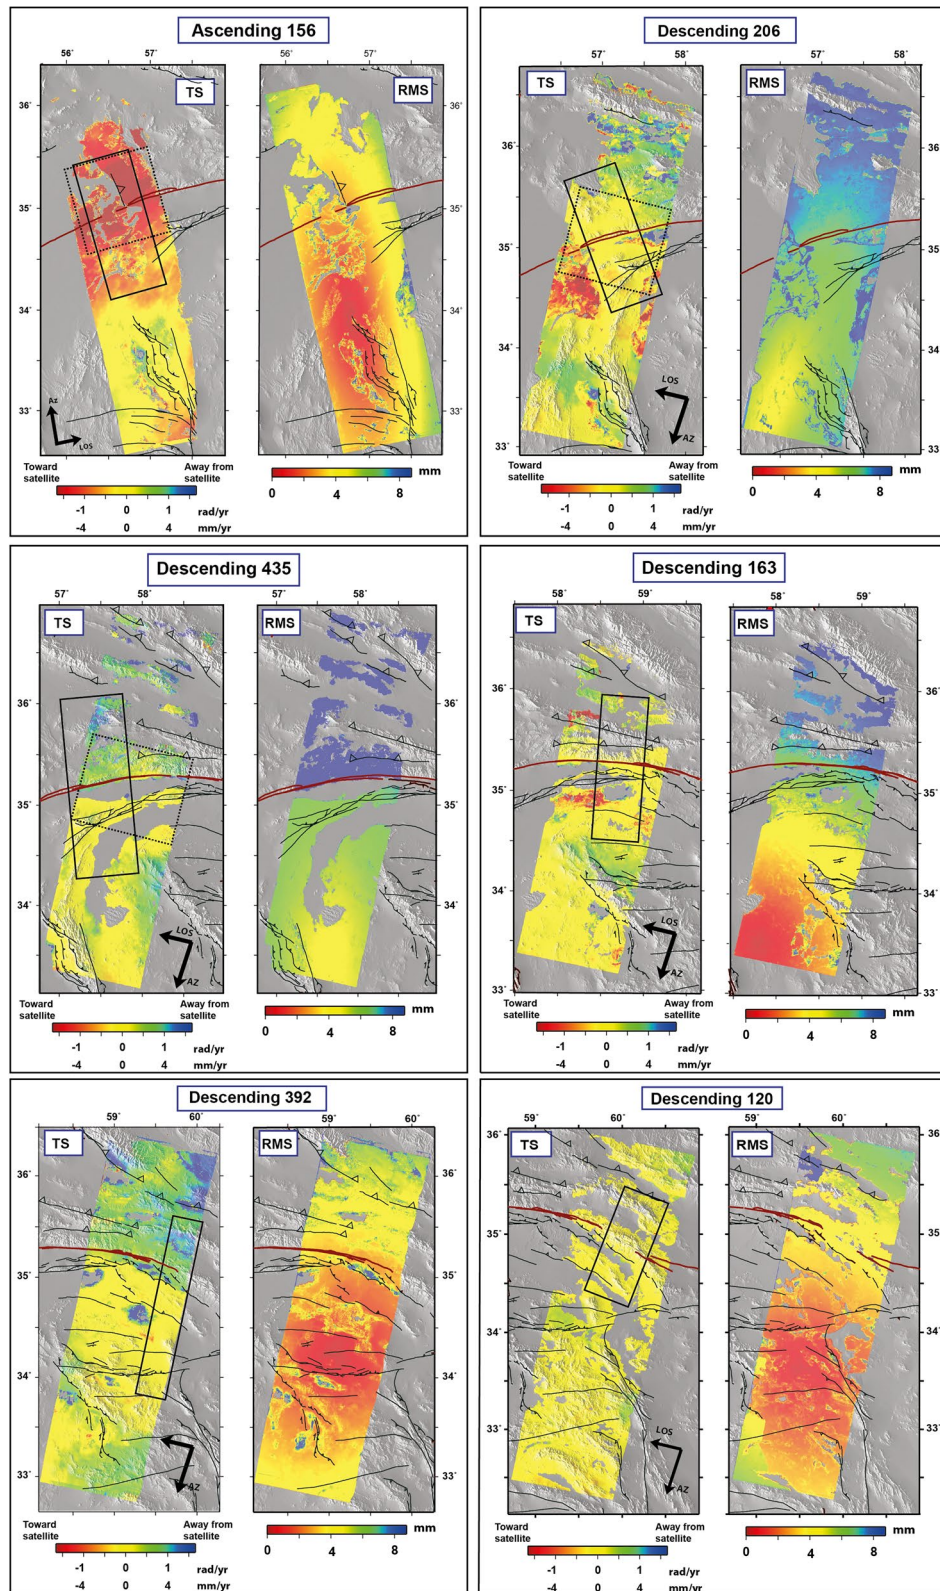 Ascending 156
56° 57° 56° 57°
TS RMS
36°
35°
34°
33°
Az
LOS
Toward satellite Away from satellite
-1 0 1 rad/yr
-4 0 4 mm/yr
0 4 8 mm
Descending 206
57° 58° 57° 58°
TS RMS
36° 36°
35° 35°
34° 34°
33° 33°
LOS
AZ
Toward satellite Away from satellite
-1 0 1 rad/yr
-4 0 4 mm/yr
0 4 8 mm
Descending 435
57° 58°
TS RMS
36°
35°
34°
LOS
AZ
Toward satellite Away from satellite
-1 0 1 rad/yr
-4 0 4 mm/yr
0 4 8 mm
Descending 163
58° 59° 58° 59°
TS RMS
36° 36°
35° 35°
34° 34°
33° 33°
LOS
AZ
Toward satellite Away from satellite
-1 0 1 rad/yr
-4 0 4 mm/yr
0 4 8 mm
Descending 392
59° 60° 59° 60°
TS RMS
36° 36°
35° 35°
34° 34°
33° 33°
AZ
Toward satellite Away from satellite
-1 0 1 rad/yr
-4 0 4 mm/yr
0 4 8 mm
Descending 120
59° 60° 59° 60°
TS RMS
36° 36°
35° 35°
34° 34°
33° 33°
LOS
AZ
Toward satellite Away from satellite
-1 0 1 rad/yr
-4 0 4 mm/yr
0 4 8 mm